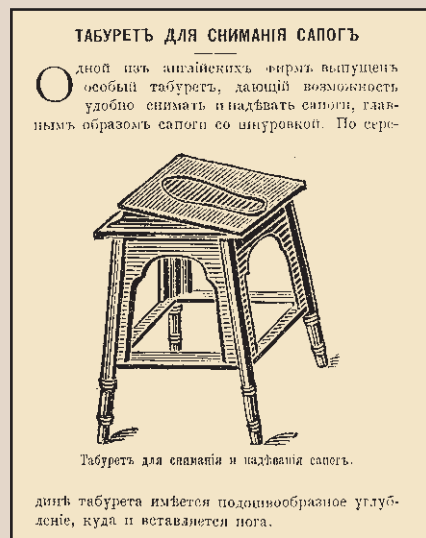 ТАБУРЕТЪ ДЛЯ СНИМАНІЯ САПОГЪ
Одной изъ англійскихъ фирмъ выпущенъ
особый табуретъ, дающій возможность
удобно снимать и надѣвать сапоги, глав-
нымъ образомъ сапоги со шнуровкой. По сере-
Табуретъ для сниманія и надѣванія сапогъ.
динѣ табурета имѣется подошвообразное углуб-
леніе, куда и вставляется нога.